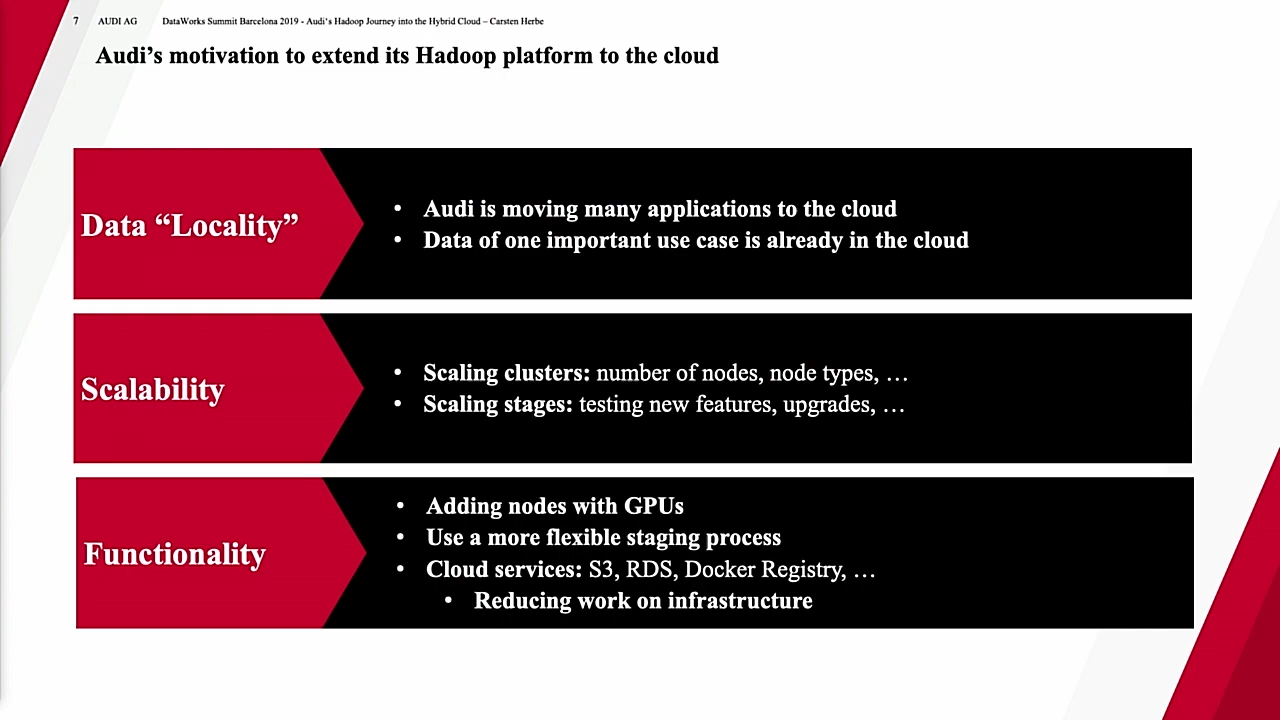 7 AUDI AG DataWorks Summit Barcelona 2019 - Audi's Hadoop Journey into the Hybrid Cloud – Carsten Herbe
Audi’s motivation to extend its Hadoop platform to the cloud
Data “Locality”
• Audi is moving many applications to the cloud
• Data of one important use case is already in the cloud
Scalability
• Scaling clusters: number of nodes, node types, …
• Scaling stages: testing new features, upgrades, …
Functionality
• Adding nodes with GPUs
• Use a more flexible staging process
• Cloud services: S3, RDS, Docker Registry, …
• Reducing work on infrastructure